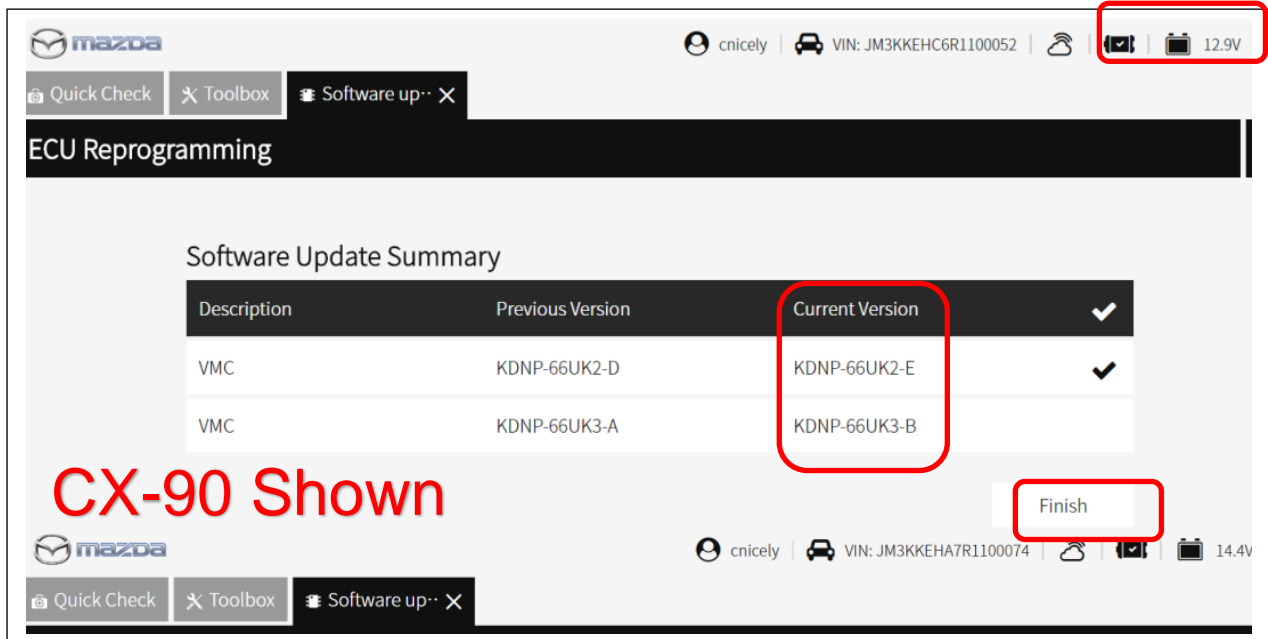 mazda cnicely VIN: JM3KKEHC6R1100052 12.9V
Quick Check Toolbox Software up··
ECU Reprogramming
Software Update Summary
Description Previous Version Current Version
VMC KDNP-66UK2-D KDNP-66UK2-E
VMC KDNP-66UK3-A KDNP-66UK3-B
CX-90 Shown
Finish
mazda cnicely VIN: JM3KKEHA7R1100074 14.4V
Quick Check Toolbox Software up··